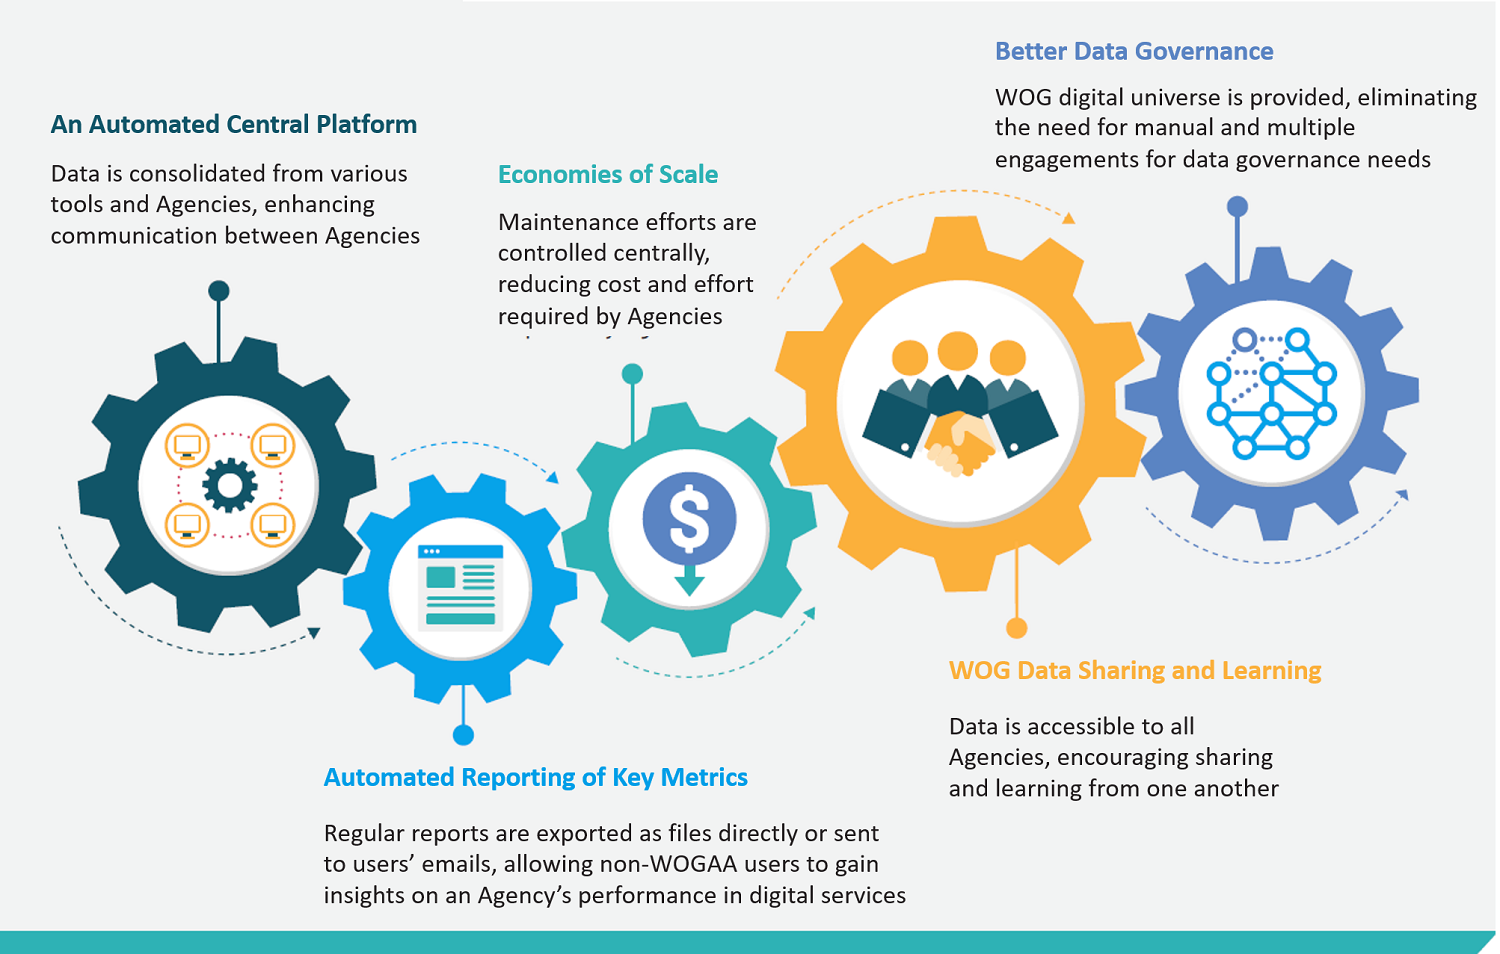 An Automated Central Platform
Data is consolidated from various
tools and Agencies, enhancing
communication between Agencies
Automated Reporting of Key Metrics
Regular reports are exported as files directly or sent
to users’ emails, allowing non-WOGAA users to gain
insights on an Agency’s performance in digital services
Economies of Scale
Maintenance efforts are
controlled centrally,
reducing cost and effort
required by Agencies
$
WOG Data Sharing and Learning
Data is accessible to all
Agencies, encouraging sharing
and learning from one another
Better Data Governance
WOG digital universe is provided, eliminating
the need for manual and multiple
engagements for data governance needs